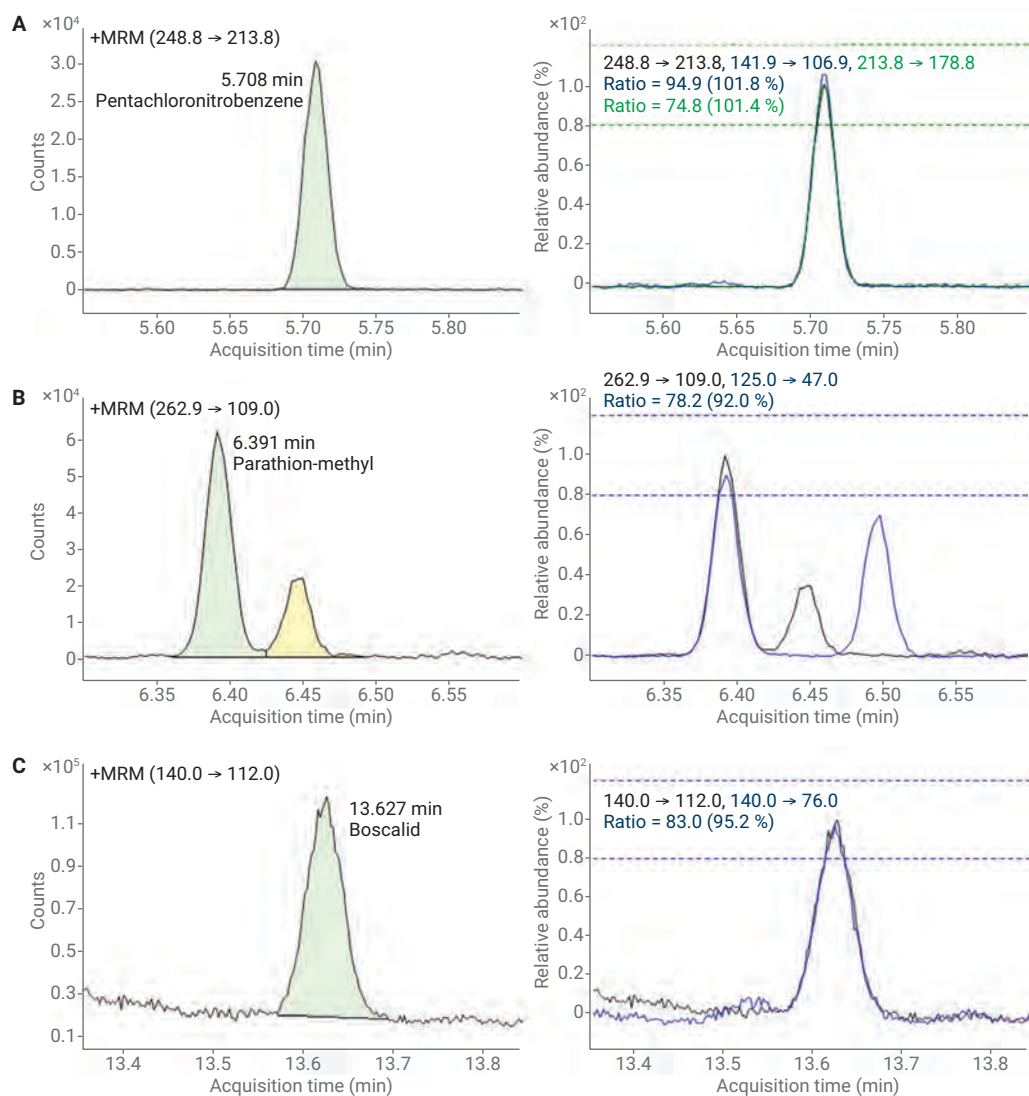 A
×10⁴
+MRM (248.8 → 213.8)
5.708 min
Pentachloronitrobenzene
3.0
2.5
2.0
1.5
1.0
0.5
0
Counts
5.60 5.65 5.70 5.75 5.80
Acquisition time (min)
×10²
248.8 → 213.8, 141.9 → 106.9, 213.8 → 178.8
Ratio = 94.9 (101.8 %)
Ratio = 74.8 (101.4 %)
1.0
0.8
0.6
0.4
0.2
0
Relative abundance (%)
5.60 5.65 5.70 5.75 5.80
Acquisition time (min)
B
×10⁴
+MRM (262.9 → 109.0)
6.391 min
Parathion-methyl
6
5
4
3
2
1
0
Counts
6.35 6.40 6.45 6.50 6.55
Acquisition time (min)
×10²
262.9 → 109.0, 125.0 → 47.0
Ratio = 78.2 (92.0 %)
1.0
0.8
0.6
0.4
0.2
0
Relative abundance (%)
6.35 6.40 6.45 6.50 6.55
Acquisition time (min)
C
×10⁵
+MRM (140.0 → 112.0)
13.627 min
Boscalid
1.1
0.9
0.7
0.5
0.3
0.1
Counts
13.4 13.5 13.6 13.7 13.8
Acquisition time (min)
×10²
140.0 → 112.0, 140.0 → 76.0
Ratio = 83.0 (95.2 %)
1.0
0.8
0.6
0.4
0.2
0
Relative abundance (%)
13.4 13.5 13.6 13.7 13.8
Acquisition time (min)